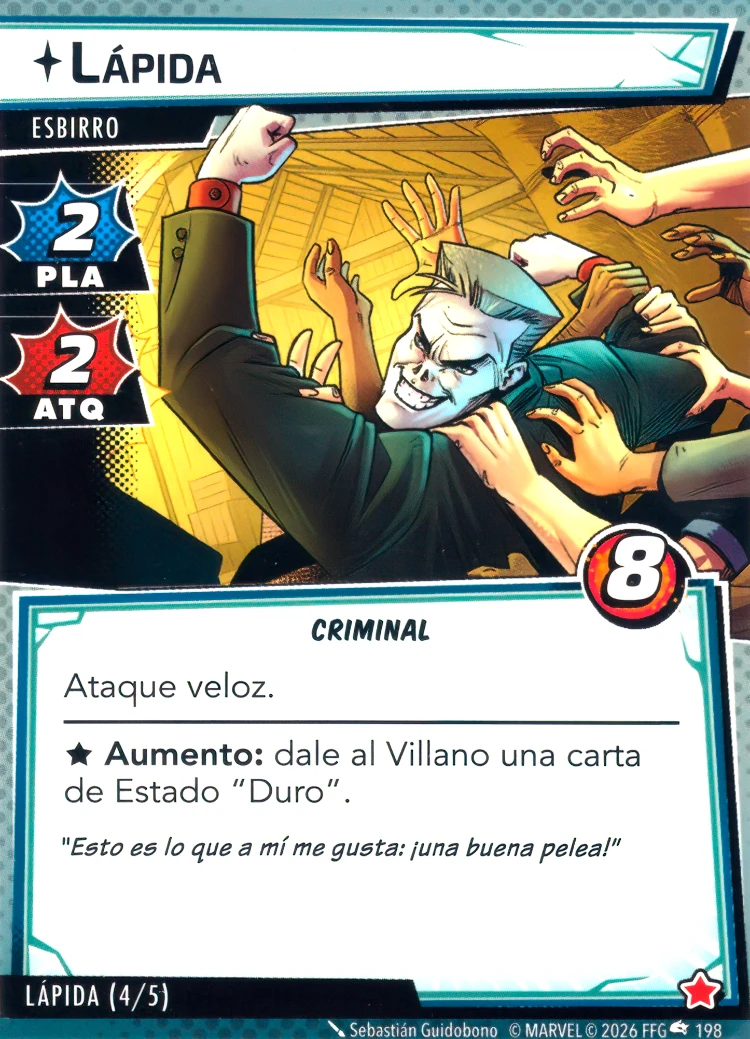 LÁPIDA
ESBIRRO
2
PLA
2
ATQ
8
CRIMINAL
Ataque veloz.
★ Aumento: dale al Villano una carta
de Estado “Duro”.
"Esto es lo que a mí me gusta: ¡una buena pelea!"
LÁPIDA (4/5)
Sebastián Guidobono © MARVEL © 2026 FFG 198